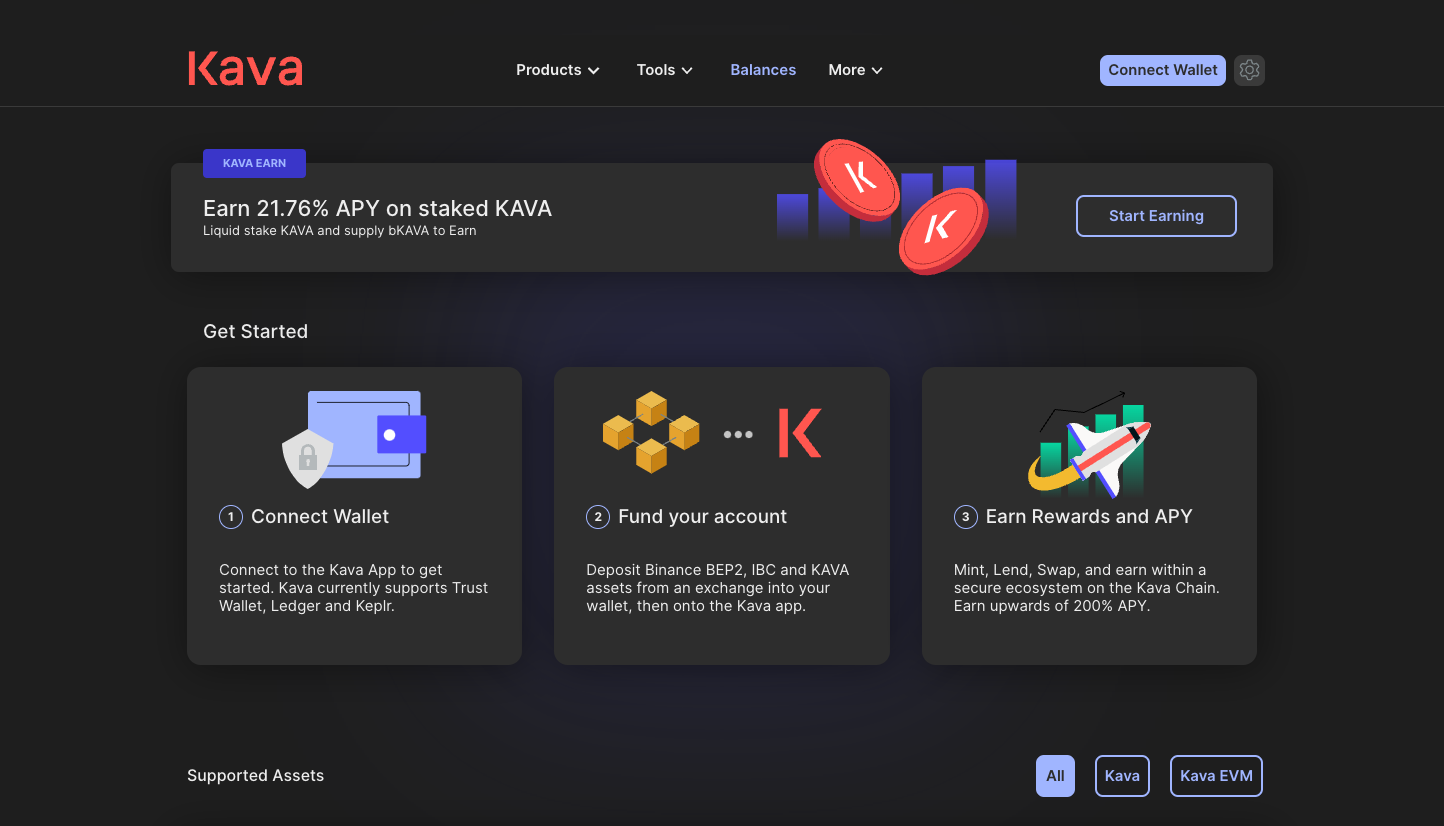 Kava
Products
Tools
Balances
More
Connect Wallet
KAVA EARN
Earn 21.76% APY on staked KAVA
Liquid stake KAVA and supply bKAVA to Earn
Start Earning
Get Started
1 Connect Wallet
Connect to the Kava App to get
started. Kava currently supports Trust
Wallet, Ledger and Keplr.
2 Fund your account
Deposit Binance BEP2, IBC and KAVA
assets from an exchange into your
wallet, then onto the Kava app.
3 Earn Rewards and APY
Mint, Lend, Swap, and earn within a
secure ecosystem on the Kava Chain.
Earn upwards of 200% APY.
Supported Assets
All
Kava
Kava EVM